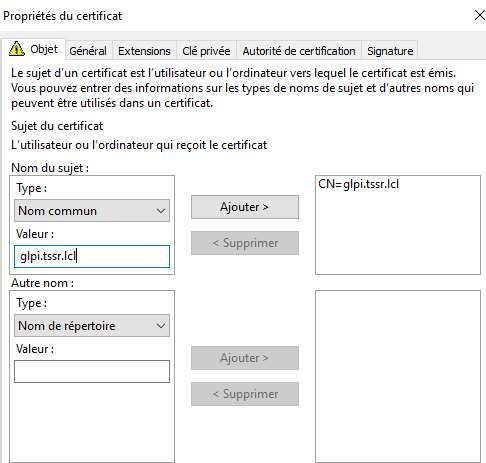 Propriétés du certificat
Objet Général Extensions Clé privée Autorité de certification Signature
Le sujet d'un certificat est l'utilisateur ou l'ordinateur vers lequel le certificat est émis.
Vous pouvez entrer des informations sur les types de noms de sujet et d'autres noms qui
peuvent être utilisés dans un certificat.
Sujet du certificat
L'utilisateur ou l'ordinateur qui reçoit le certificat
Nom du sujet :
Type :
Nom commun
Valeur :
glpi.tssr.lcl
Ajouter >
< Supprimer
CN=glpi.tssr.lcl
Autre nom :
Type :
Nom de répertoire
Valeur :
Ajouter >
< Supprimer